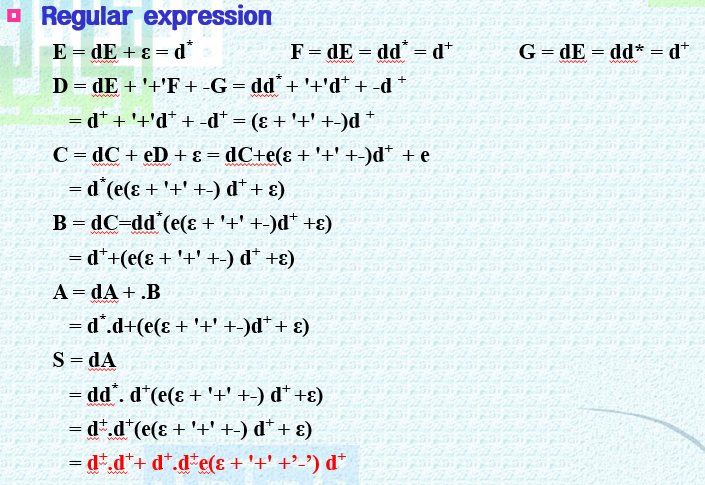 Regular expression
E = dE + ε = d* F = dE = dd* = d⁺ G = dE = dd* = d⁺
D = dE + '+'F + -G = dd* + '+'d⁺ + -d ⁺
= d⁺ + '+'d⁺ + -d⁺ = (ε + '+' +-)d ⁺
C = dC + eD + ε = dC+e(ε + '+' +-)d⁺ + e
= d*(e(ε + '+' +-) d⁺ + ε)
B = dC=dd*(e(ε + '+' +-)d⁺ +ε)
= d⁺+(e(ε + '+' +-) d⁺ +ε)
A = dA + .B
= d*.d+(e(ε + '+' +-)d⁺ + ε)
S = dA
= dd*. d⁺(e(ε + '+' +-) d⁺ +ε)
= d⁺.d⁺(e(ε + '+' +-) d⁺ + ε)
= d⁺.d⁺+ d⁺.d⁺e(ε + '+' +’-’) d⁺